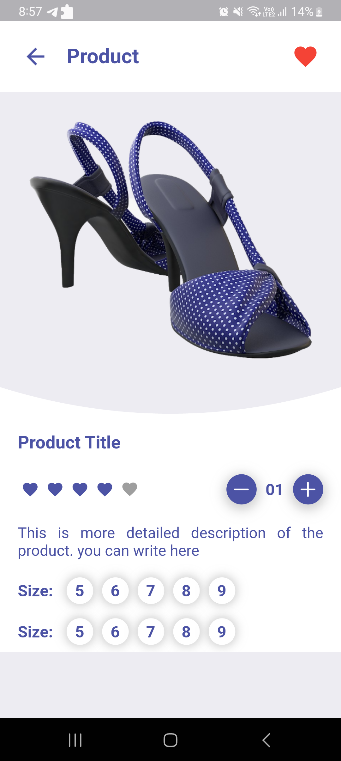 8:57 14%
Product
Product Title
01
This is more detailed description of the
product. you can write here
Size: 5 6 7 8 9
Size: 5 6 7 8 9